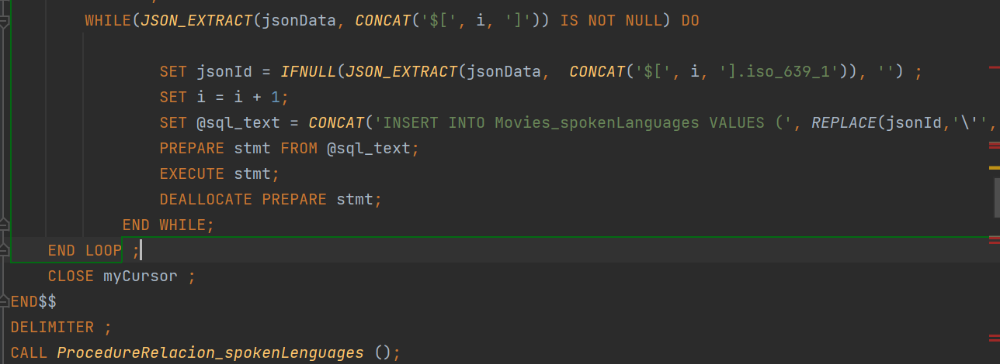 WHILE(JSON_EXTRACT(jsonData, CONCAT('$[', i, ']')) IS NOT NULL) DO
SET jsonId = IFNULL(JSON_EXTRACT(jsonData,  CONCAT('$[', i, '].iso_639_1')), '') ;
SET i = i + 1;
SET @sql_text = CONCAT('INSERT INTO Movies_spokenLanguages VALUES (', REPLACE(jsonId,'\'',
PREPARE stmt FROM @sql_text;
EXECUTE stmt;
DEALLOCATE PREPARE stmt;
END WHILE;
END LOOP ;
CLOSE myCursor ;
END$$
DELIMITER ;
CALL ProcedureRelacion_spokenLenguages ();